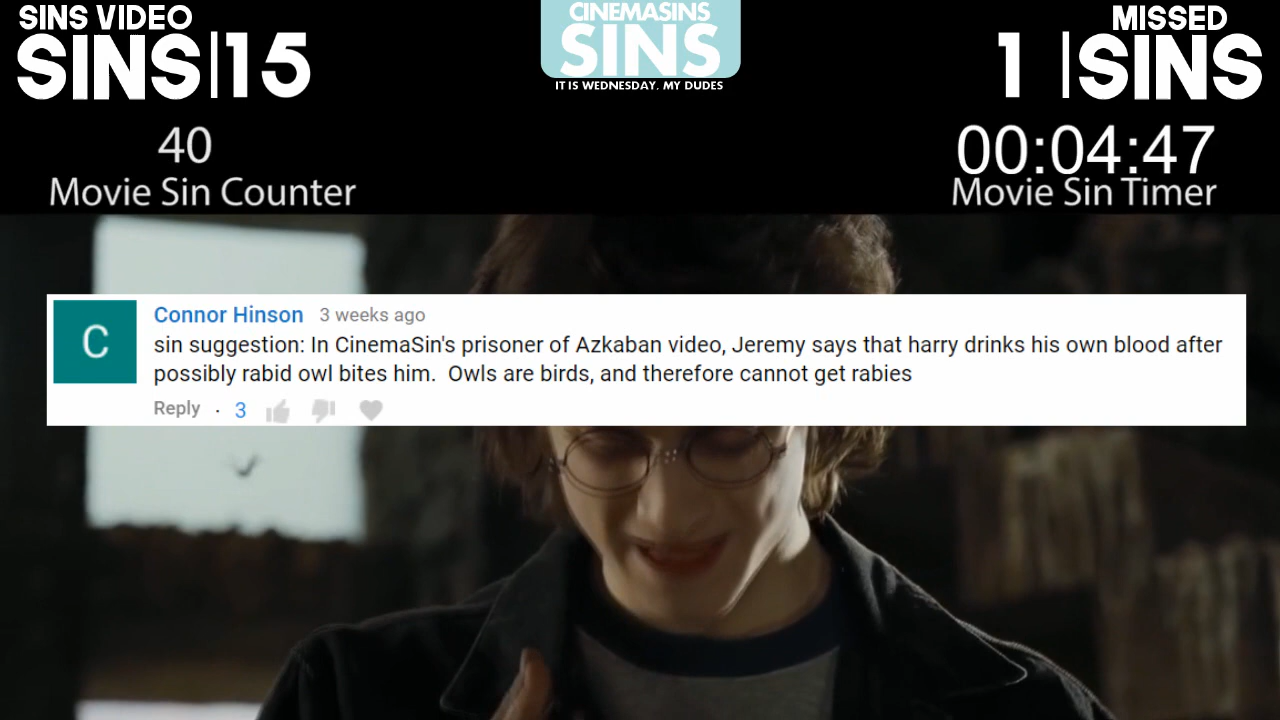 SINS VIDEO
SINS|15
CINEMASINS
SINS
IT IS WEDNESDAY. MY DUDES
MISSED
1 |SINS
40
Movie Sin Counter
00:04:47
Movie Sin Timer
C
Connor Hinson 3 weeks ago
sin suggestion: In CinemaSin's prisoner of Azkaban video, Jeremy says that harry drinks his own blood after
possibly rabid owl bites him.  Owls are birds, and therefore cannot get rabies
Reply · 3